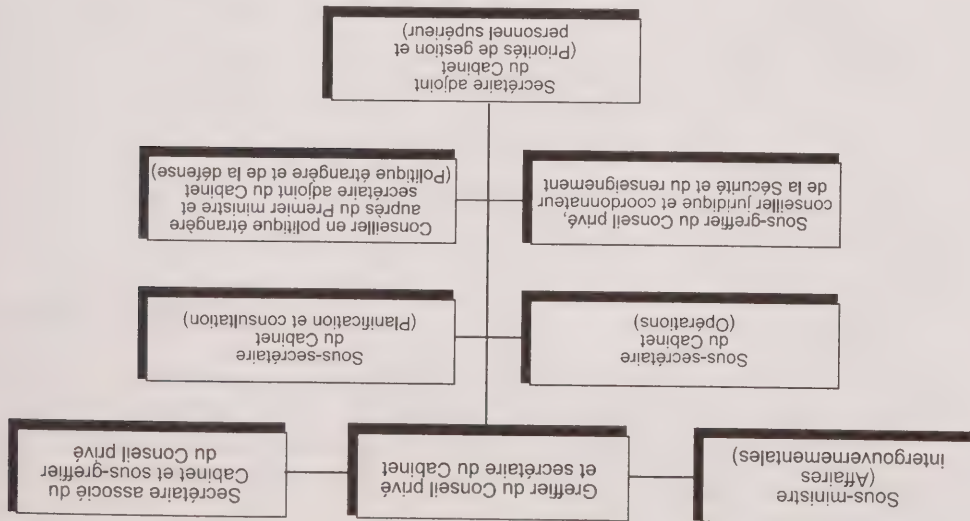 Sous-ministre
(Affaires
intergouvernementales)
Greffier du Conseil privé
et secrétaire du Cabinet
Secrétaire associé du
Cabinet et sous-greffier
du Conseil privé
Sous-secrétaire
du Cabinet
(Opérations)
Sous-secrétaire
du Cabinet
(Planification et consultation)
Sous-greffier du Conseil privé,
conseiller juridique et coordonnateur
de la Sécurité et du renseignement
Conseiller en politique étrangère
auprès du Premier ministre et
secrétaire adjoint du Cabinet
(Politique étrangère et de la défense)
Secrétaire adjoint
du Cabinet
(Priorités de gestion et
personnel supérieur)